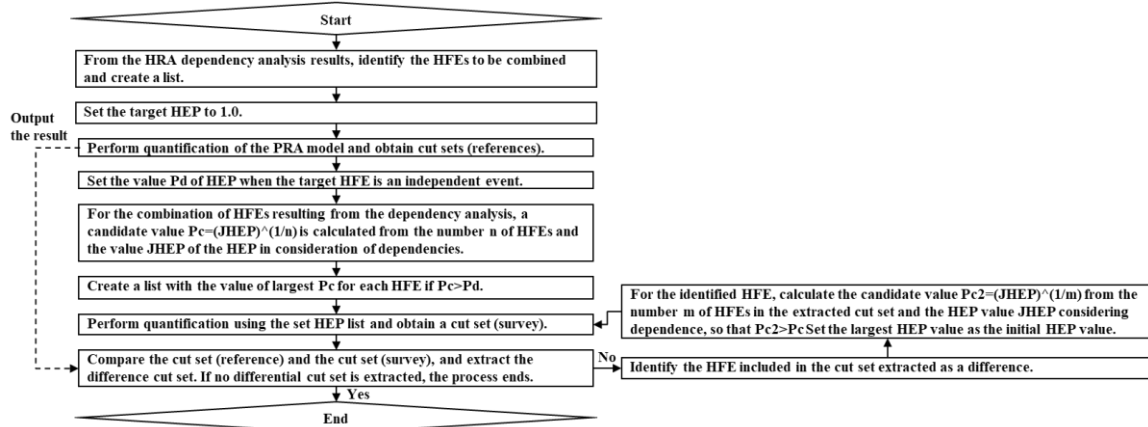 Start
From the HRA dependency analysis results, identify the HFEs to be combined
and create a list.
Set the target HEP to 1.0.
Output
the result
Perform quantification of the PRA model and obtain cut sets (references).
Set the value Pd of HEP when the target HFE is an independent event.
For the combination of HFEs resulting from the dependency analysis, a
candidate value Pc=(JHEP)^(1/n) is calculated from the number n of HFEs and
the value JHEP of the HEP in consideration of dependencies.
Create a list with the value of largest Pc for each HFE if Pc>Pd.
Perform quantification using the set HEP list and obtain a cut set (survey).
Compare the cut set (reference) and the cut set (survey), and extract the
difference cut set. If no differential cut set is extracted, the process ends.
No
Identify the HFE included in the cut set extracted as a difference.
For the identified HFE, calculate the candidate value Pc2=(JHEP)^(1/m) from the
number m of HFEs in the extracted cut set and the HEP value JHEP considering
dependence, so that Pc2>Pc Set the largest HEP value as the initial HEP value.
Yes
End